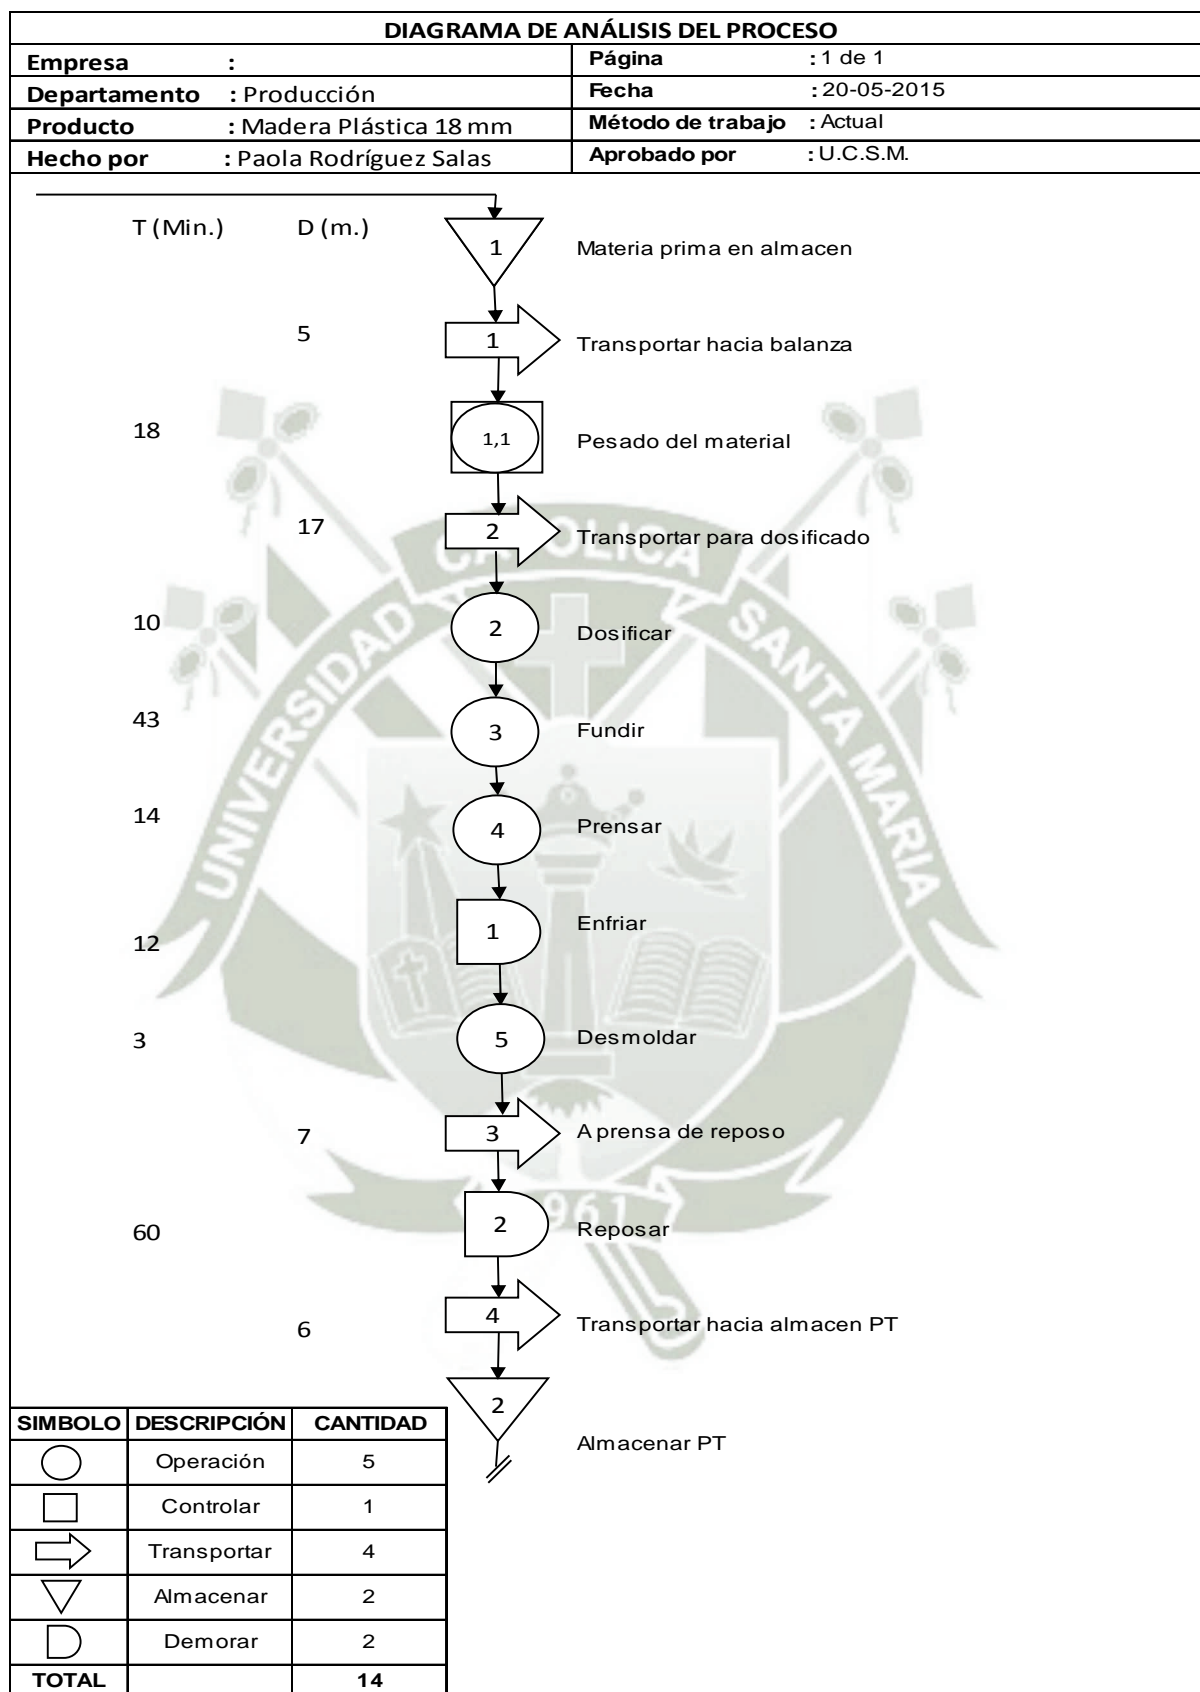 DIAGRAMA DE ANÁLISIS DEL PROCESO
Empresa : Página : 1 de 1
Departamento : Producción Fecha : 20-05-2015
Producto : Madera Plástica 18 mm Método de trabajo : Actual
Hecho por : Paola Rodríguez Salas Aprobado por : U.C.S.M.
T (Min.) D (m.) 1 Materia prima en almacen
5 1 Transportar hacia balanza
18 1,1 Pesado del material
17 2 Transportar para dosificado
10 2 Dosificar
43 3 Fundir
14 4 Prensar
12 1 Enfriar
3 5 Desmoldar
7 3 A prensa de reposo
60 2 Reposar
6 4 Transportar hacia almacen PT
2 Almacenar PT
SIMBOLO DESCRIPCIÓN CANTIDAD
Operación 5
Controlar 1
Transportar 4
Almacenar 2
Demorar 2
TOTAL 14
UNIVERSIDAD CATOLICA SANTA MARIA
961